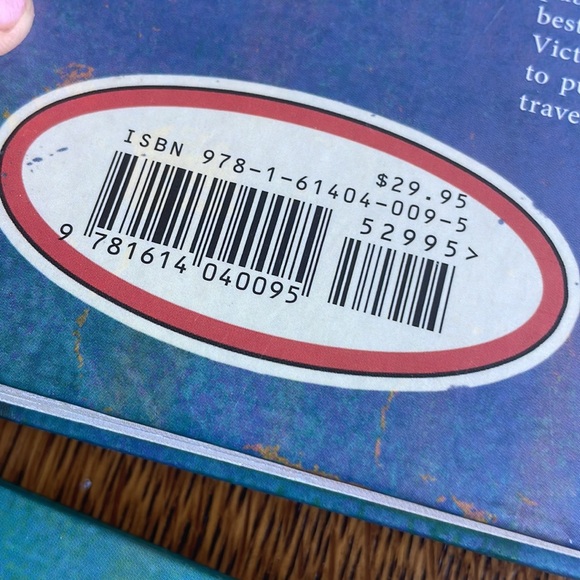 best
Vict
to pu
trave
$29.95
ISBN 978-1-61404-009-5
52995>
9 781614 040095